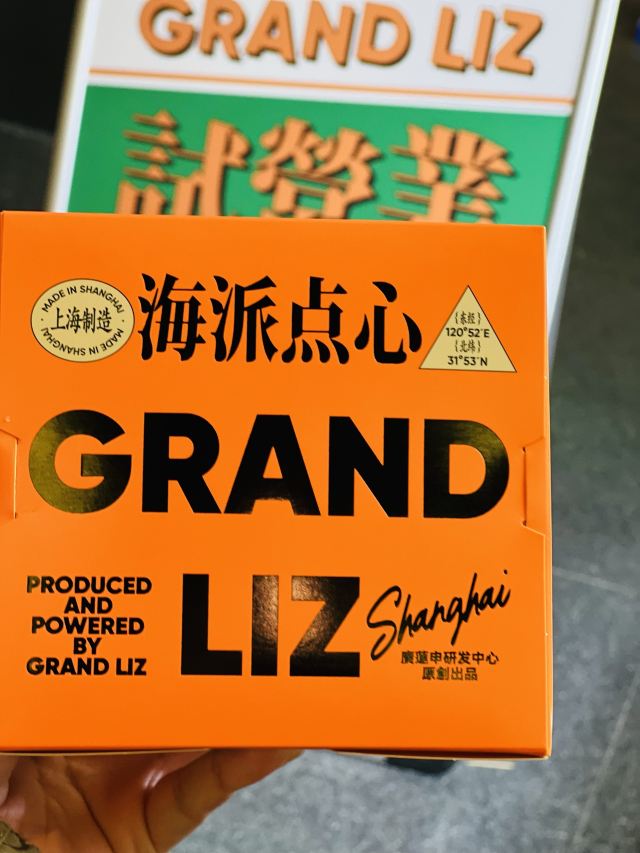 GRAND LIZ
試營業
· MADE IN SHANGHAI ·
上海制造
MADE IN SHANGHAI
海派点心
{东经}
120°52'E
{北纬}
31°53'N
GRAND
PRODUCED
AND
POWERED
BY
GRAND LIZ
LIZ
Shanghai
廣蓮申研发中心
原創出品